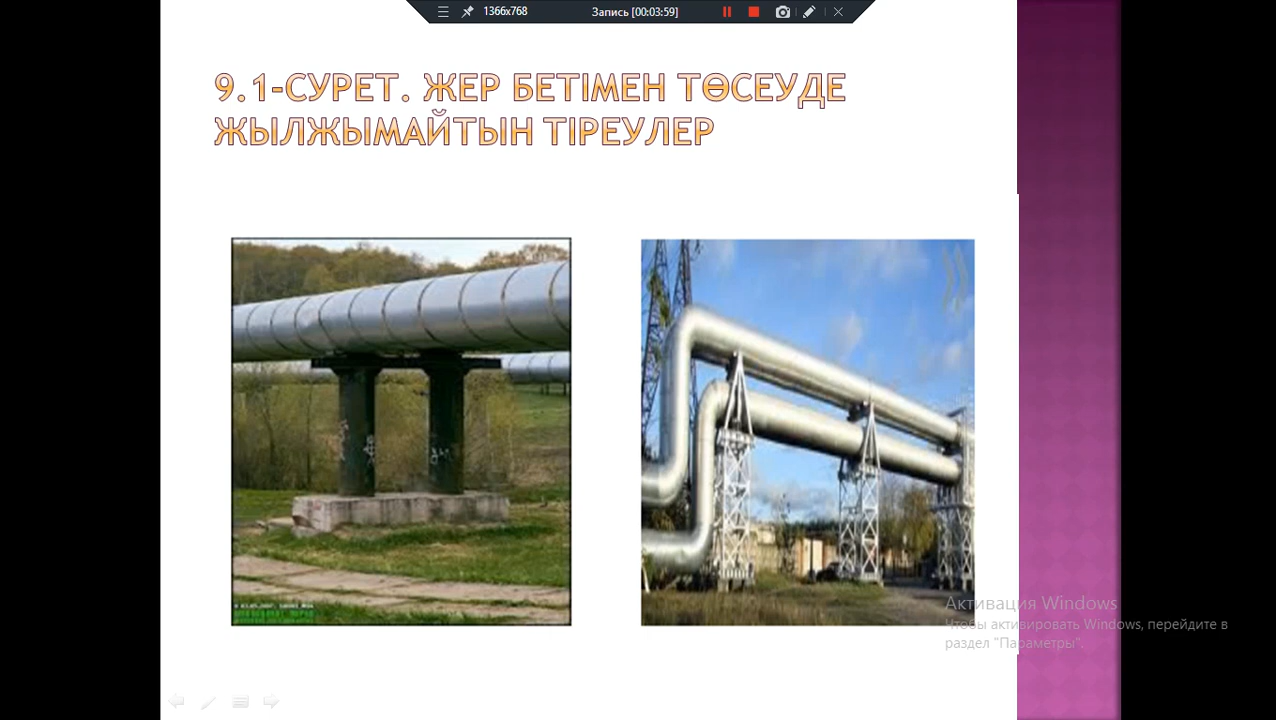 1366x768
Запись [00:03:59]
9.1-СУРЕТ. ЖЕР БЕТІМЕН ТӨСЕУДЕ
ЖЫЛЖЫМАЙТЫН ТІРЕУЛЕР
Активация Windows
Чтобы активировать Windows, перейдите в
раздел "Параметры".